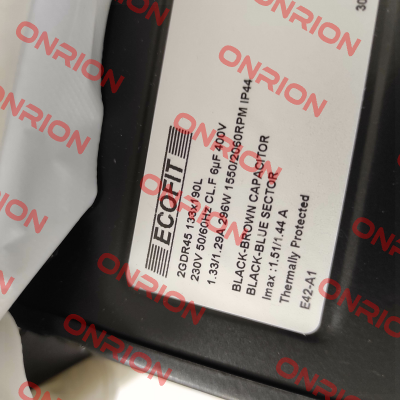 ECOFIT
2GDR45 133x190L
230V 50/60Hz CL.F 6µF 400V
1.33/1.29A 296W 1550/2060RPM IP44
BLACK-BROWN CAPACITOR
BLACK-BLUE SECTOR
Imax : 1.51/1.44 A
Thermally Protected
E42-A1
30
ONRION
ONRION
ONRION
ONRION
ONRION
ONRION
ONRION
ONRION